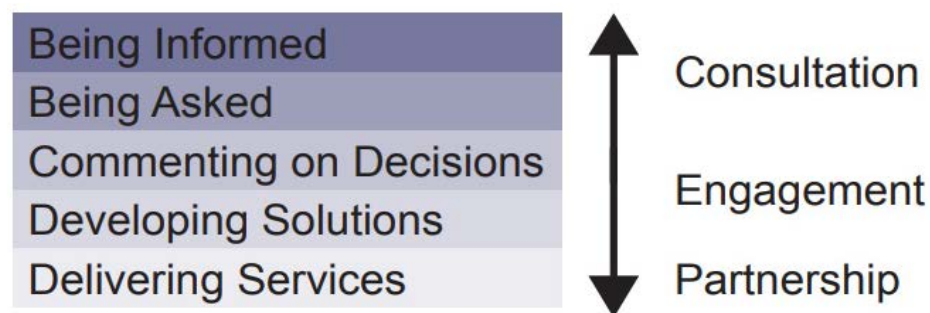 Being Informed
Being Asked
Commenting on Decisions
Developing Solutions
Delivering Services
Consultation
Engagement
Partnership